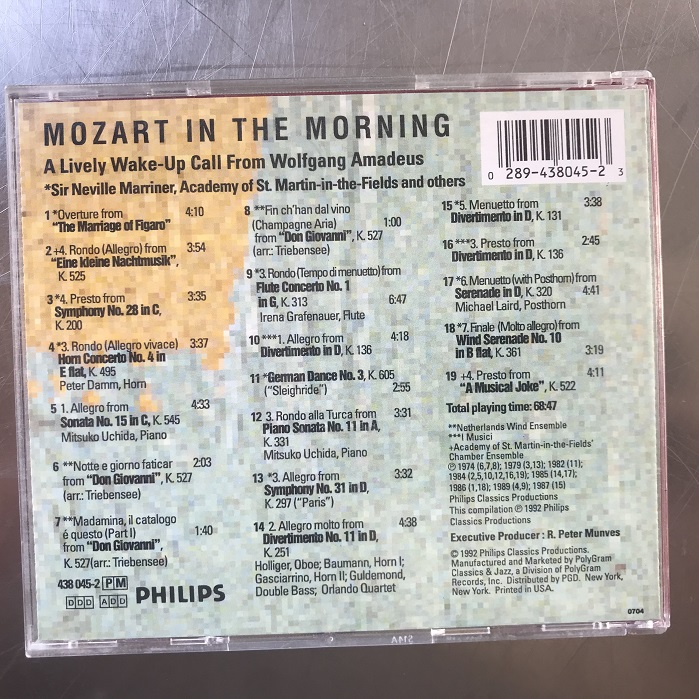 MOZART IN THE MORNING
A Lively Wake-Up Call From Wolfgang Amadeus
*Sir Neville Marriner, Academy of St. Martin-in-the-Fields and others
0 289-438045-2 3
1 *Overture from 4:10
"The Marriage of Figaro"
2 +4. Rondo (Allegro) from 3:54
"Eine kleine Nachtmusik",
K. 525
3 *4. Presto from 3:35
Symphony No. 28 in C,
K. 200
4 *3. Rondo (Allegro vivace) 3:37
Horn Concerto No. 4 in
E flat, K. 495
Peter Damm, Horn
5 1. Allegro from 4:33
Sonata No. 15 in C, K. 545
Mitsuko Uchida, Piano
6 **Notte e giorno faticar 2:03
from "Don Giovanni", K. 527
(arr.: Triebensee)
7 **Madamina, il catalogo
é questo (Part I) 1:40
from "Don Giovanni",
K. 527(arr.: Triebensee)
438 045-2 PM
DDD ADD PHILIPS
8 **Fin ch'han dal vino
(Champagne Aria) 1:00
from "Don Giovanni", K. 527
(arr.: Triebensee)
9 *3. Rondo (Tempo di menuetto) from
Flute Concerto No. 1
in G, K. 313 6:47
Irena Grafenauer, Flute
10 ***1. Allegro from 4:18
Divertimento in D, K. 136
11 *German Dance No. 3, K. 605
("Sleighride") 2:55
12 3. Rondo alla Turca from 3:31
Piano Sonata No. 11 in A,
K. 331
Mitsuko Uchida, Piano
13 *3. Allegro from 3:32
Symphony No. 31 in D,
K. 297 ("Paris")
14 2. Allegro molto from 4:38
Divertimento No. 11 in D,
K. 251
Holliger, Oboe; Baumann, Horn I;
Gasciarrino, Horn II; Guldemond,
Double Bass; Orlando Quartet
15 *5. Menuetto from 3:38
Divertimento in D, K. 131
16 ***3. Presto from 2:45
Divertimento in D, K. 136
17 *6. Menuetto (with Posthorn) from
Serenade in D, K. 320 4:41
Michael Laird, Posthorn
18 *7. Finale (Molto allegro) from
Wind Serenade No. 10
in B flat, K. 361 3:19
19 +4. Presto from 4:11
"A Musical Joke", K. 522
Total playing time: 68:47
**Netherlands Wind Ensemble
***I Musici
+Academy of St. Martin-in-the-Fields'
Chamber Ensemble
℗ 1974 (6,7,8); 1979 (3,13); 1982 (11);
1984 (2,5,10,12,16,19); 1985 (14,17);
1986 (1,18); 1989 (4,9); 1987 (15)
Philips Classics Productions
This compilation ℗ 1992 Philips
Classics Productions
Executive Producer: R. Peter Munves
© 1992 Philips Classics Productions.
Manufactured and Marketed by PolyGram
Classics & Jazz, a Division of PolyGram
Records, Inc. Distributed by PGD. New York,
New York. Printed in USA.
0704